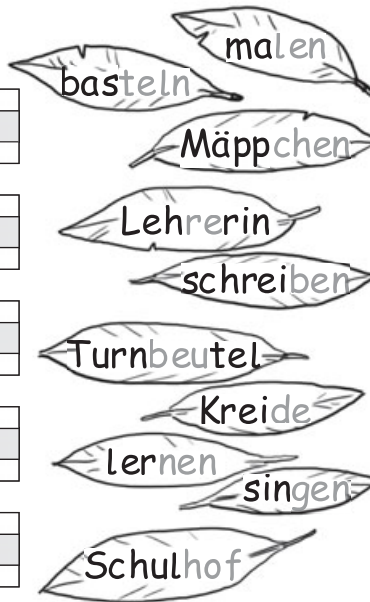 malen
basteln
Mäppchen
Lehrerin
schreiben
Turnbeutel
Kreide
lernen
singen
Schulhof